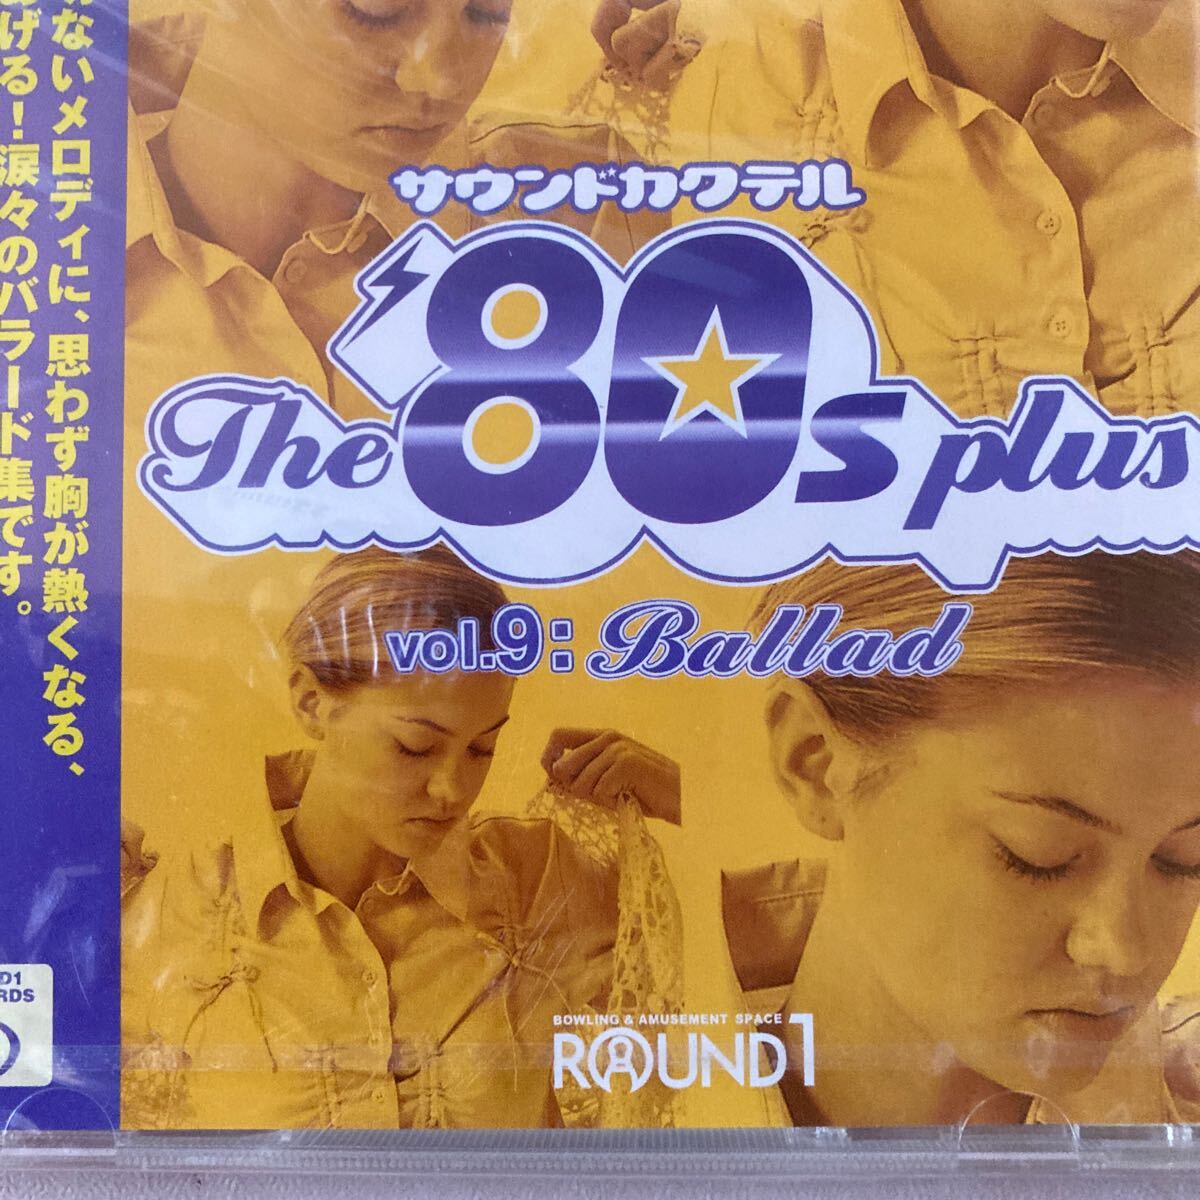 ないメロディに、思わず胸が熱くなる、
げる!涙々のバラード集です。
サウンドカクテル
The '80s plus
vol.9: Ballad
BOWLING & AMUSEMENT SPACE
ROUND1
D1
RDS